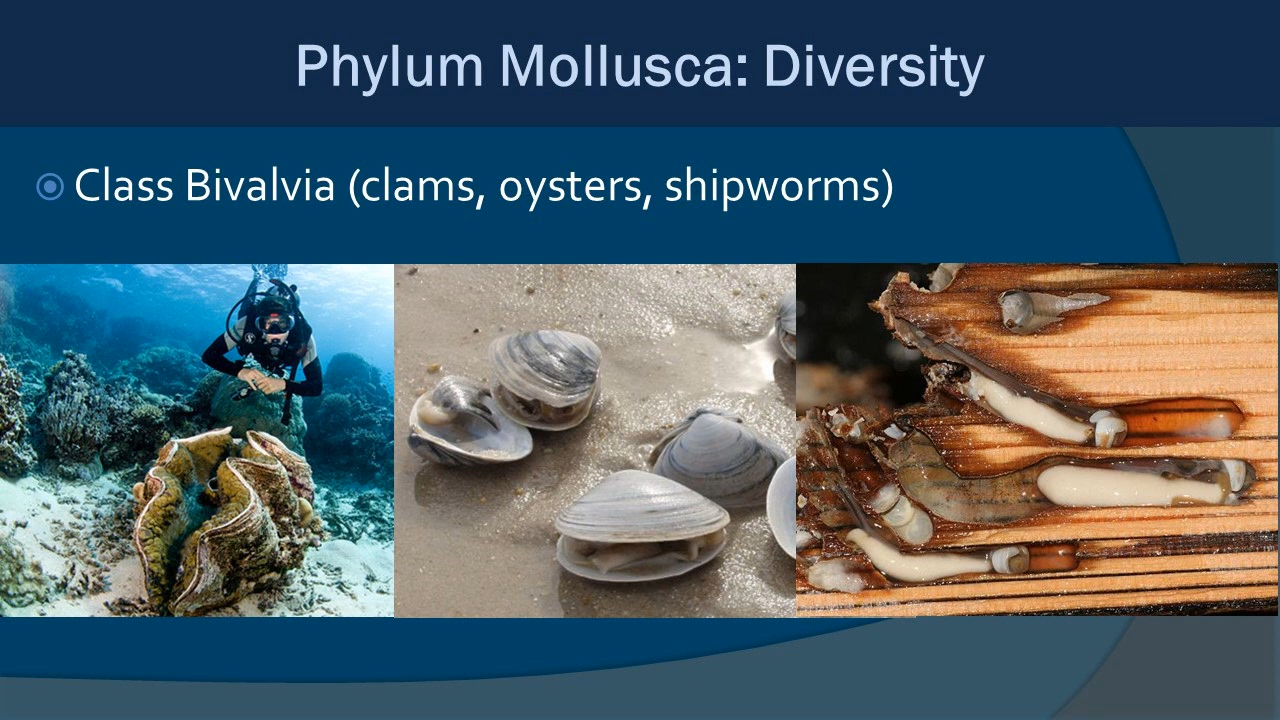 Phylum Mollusca: Diversity
Class Bivalvia (clams, oysters, shipworms)